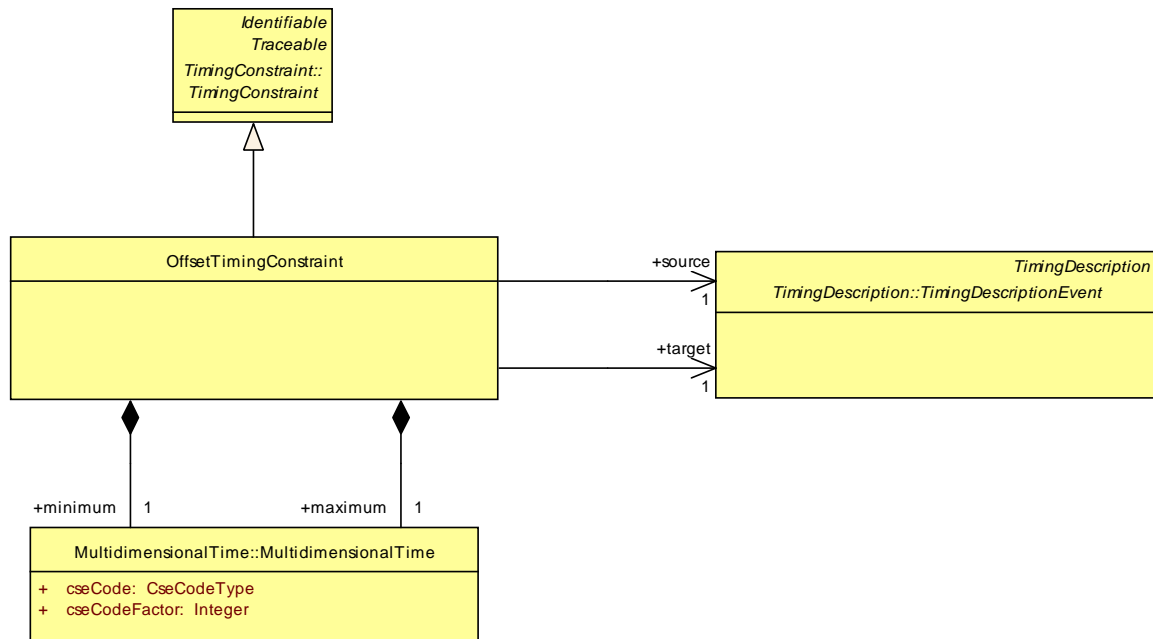 Identifiable
Traceable
TimingConstraint::
TimingConstraint
OffsetTimingConstraint
+source
1
TimingDescription
TimingDescription::TimingDescriptionEvent
+target
1
+minimum 1
+maximum 1
MultidimensionalTime::MultidimensionalTime
+ cseCode: CseCodeType
+ cseCodeFactor: Integer